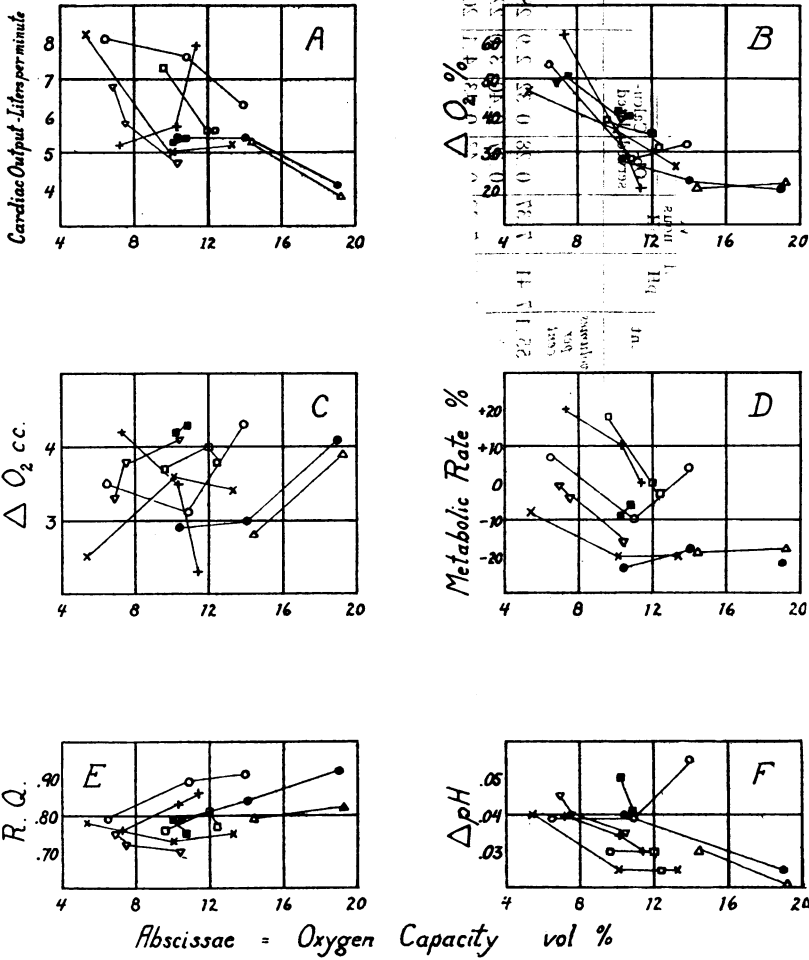 A
Cardiac Output - Liters per minute
8
7
6
5
4
4 8 12 16 20
B
Δ O₂ %
60
50
40
30
20
4 8 12 16 20
C
Δ O₂ cc.
4
3
4 8 12 16 20
D
Metabolic Rate %
+20
+10
0
-10
-20
4 8 12 16 20
E
R. Q.
.90
.80
.70
4 8 12 16 20
F
ΔpH
.05
.04
.03
4 8 12 16 20
Abscissae = Oxygen Capacity vol %